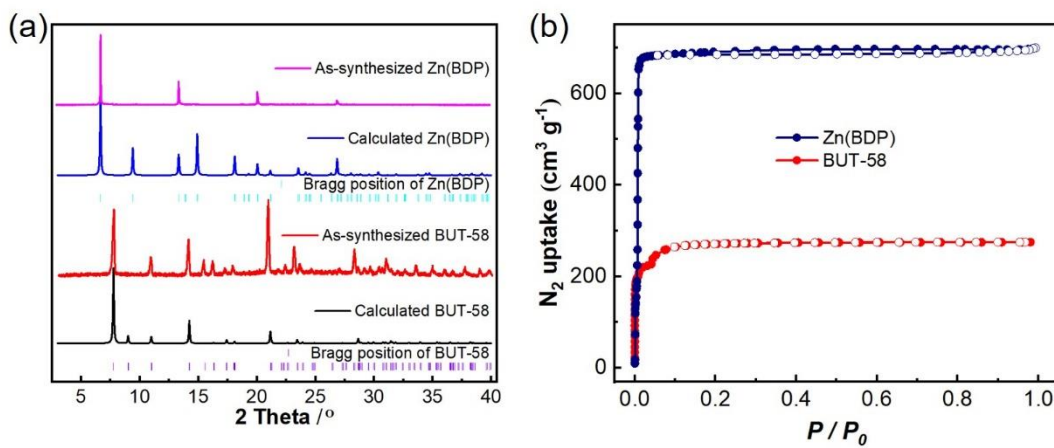 (a)
As-synthesized Zn(BDP)
Calculated Zn(BDP)
Bragg position of Zn(BDP)
As-synthesized BUT-58
Calculated BUT-58
Bragg position of BUT-58
5 10 15 20 25 30 35 40
2 Theta /°
(b)
N₂ uptake (cm³ g⁻¹)
600
400
200
0
Zn(BDP)
BUT-58
0.0 0.2 0.4 0.6 0.8 1.0
P / P₀